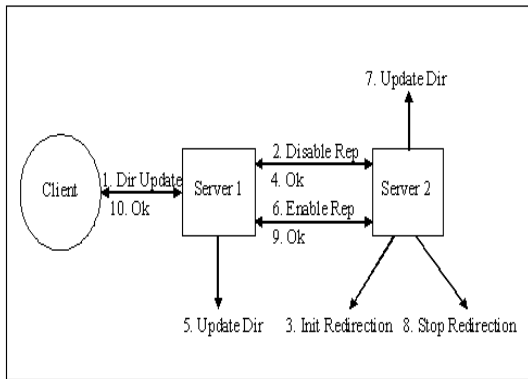 7. Update Dir
2. Disable Rep
1. Dir Update
Client
Server 1
4. Ok
Server 2
10. Ok
6. Enable Rep
9. Ok
5. Update Dir
3. Init Redirection
8. Stop Redirection